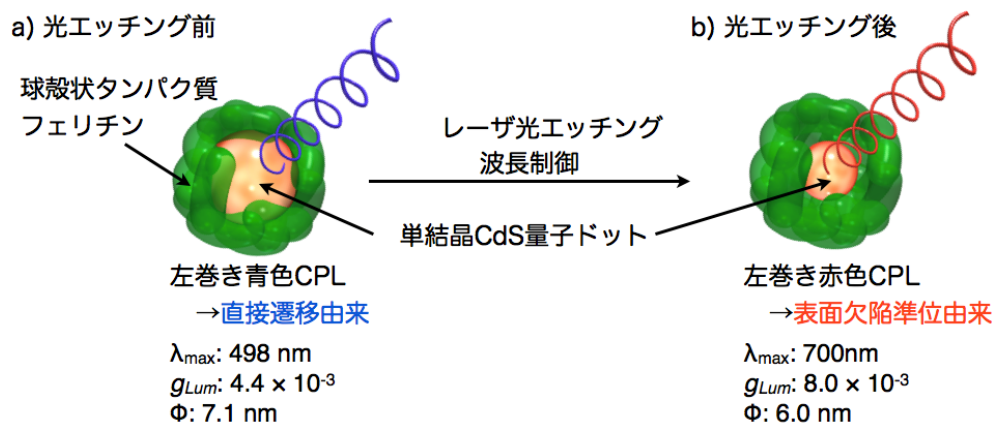 a) 光エッチング前
b) 光エッチング後
球殻状タンパク質
フェリチン
レーザ光エッチング
波長制御
単結晶CdS量子ドット
左巻き青色CPL
→直接遷移由来
λmax: 498 nm
gLum: 4.4 × 10-3
Φ: 7.1 nm
左巻き赤色CPL
→表面欠陥準位由来
λmax: 700nm
gLum: 8.0 × 10-3
Φ: 6.0 nm